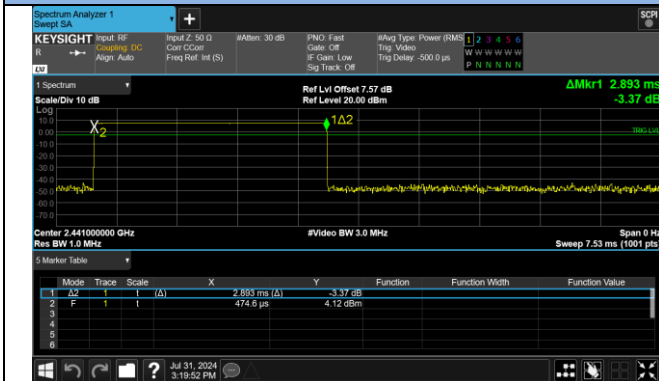 Spectrum Analyzer 1
Swept SA
+
SCPI
KEYSIGHT Input: RF Input Z: 50 Ω #Atten: 30 dB PNO: Fast #Avg Type: Power (RMS 1 2 3 4 5 6
R Coupling: DC Corr CCorr Gate: Off Trig: Video W W W W W W
Align: Auto Freq Ref: Int (S) IF Gain: Low Trig Delay: -500.0 µs P N N N N N
LXI Sig Track: Off
1 Spectrum Ref Lvl Offset 7.57 dB ΔMkr1 2.893 ms
Scale/Div 10 dB Ref Level 20.00 dBm -3.37 dB
Log
10.0 X2 1Δ2
0.00 TRIG LVL
-10.0
-20.0
-30.0
-40.0
-50.0
-60.0
-70.0
Center 2.441000000 GHz #Video BW 3.0 MHz Span 0 Hz
Res BW 1.0 MHz Sweep 7.53 ms (1001 pts)
5 Marker Table
Mode Trace Scale X Y Function Function Width Function Value
1 Δ2 1 t (Δ) 2.893 ms (Δ) -3.37 dB
2 F 1 t 474.6 µs 4.12 dBm
3
4
5
6
? Jul 31, 2024
3:19:52 PM